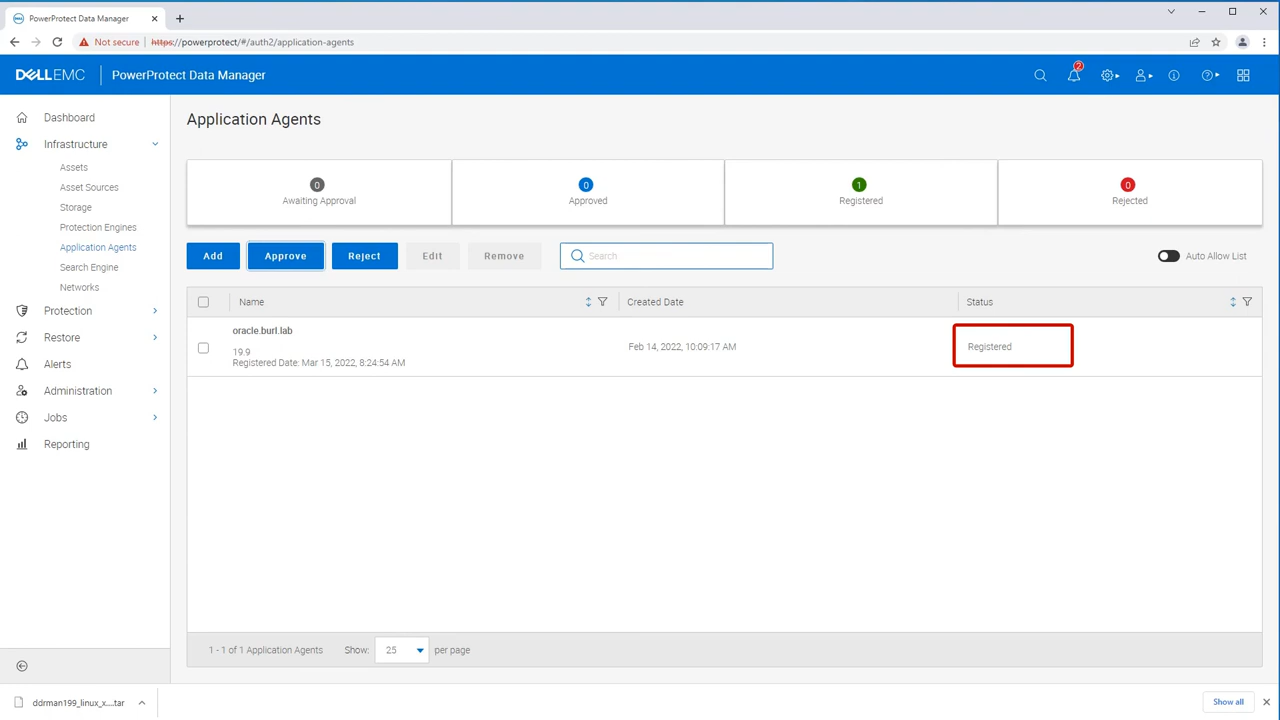 PowerProtect Data Manager
Not secure https://powerprotect/#/auth2/application-agents
DELLEMC PowerProtect Data Manager
2
Dashboard
Infrastructure
Assets
Asset Sources
Storage
Protection Engines
Application Agents
Search Engine
Networks
Protection
Restore
Alerts
Administration
Jobs
Reporting
Application Agents
0
Awaiting Approval
0
Approved
1
Registered
0
Rejected
Add Approve Reject Edit Remove Search Auto Allow List
Name Created Date Status
oracle.burl.lab
19.9
Registered Date: Mar 15, 2022, 8:24:54 AM
Feb 14, 2022, 10:09:17 AM
Registered
1 - 1 of 1 Application Agents Show: 25 per page
ddrman199_linux_x....tar Show all